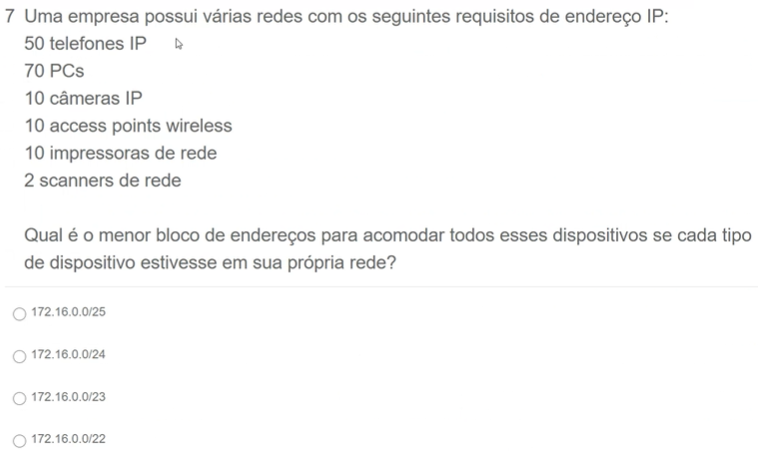 7 Uma empresa possui várias redes com os seguintes requisitos de endereço IP:
50 telefones IP
70 PCs
10 câmeras IP
10 access points wireless
10 impressoras de rede
2 scanners de rede
Qual é o menor bloco de endereços para acomodar todos esses dispositivos se cada tipo
de dispositivo estivesse em sua própria rede?
172.16.0.0/25
172.16.0.0/24
172.16.0.0/23
172.16.0.0/22